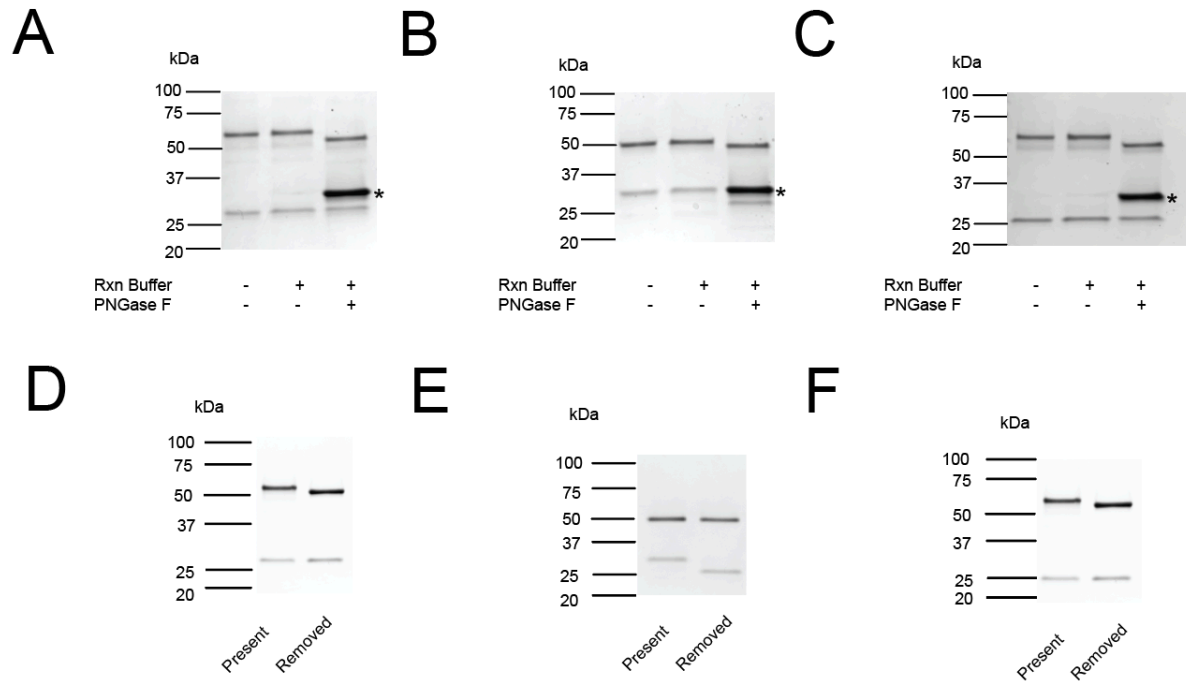 A
kDa
100
75
50
37
25
20
*
Rxn Buffer - + +
PNGase F - - +
B
kDa
100
75
50
37
25
20
*
Rxn Buffer - + +
PNGase F - - +
C
kDa
100
75
50
37
25
20
*
Rxn Buffer - + +
PNGase F - - +
D
kDa
100
75
50
37
25
20
Present
Removed
E
kDa
100
75
50
37
25
20
Present
Removed
F
kDa
100
75
50
37
25
20
Present
Removed